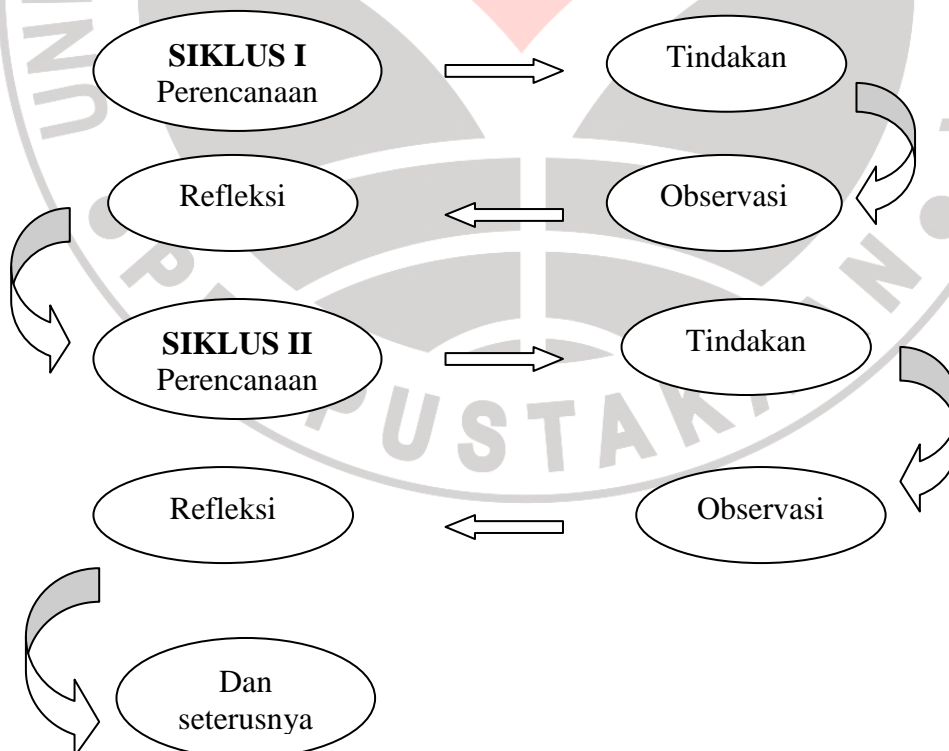 SIKLUS I
Perencanaan
Tindakan
Refleksi
Observasi
SIKLUS II
Perencanaan
Tindakan
Refleksi
Observasi
Dan
seterusnya